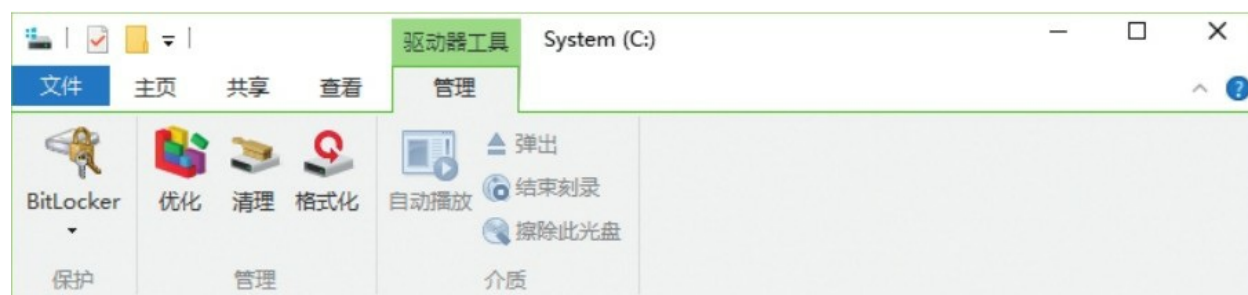 驱动器工具 System (C:)
文件 主页 共享 查看 管理
BitLocker 优化 清理 格式化 自动播放 弹出
结束刻录
擦除此光盘
保护 管理 介质